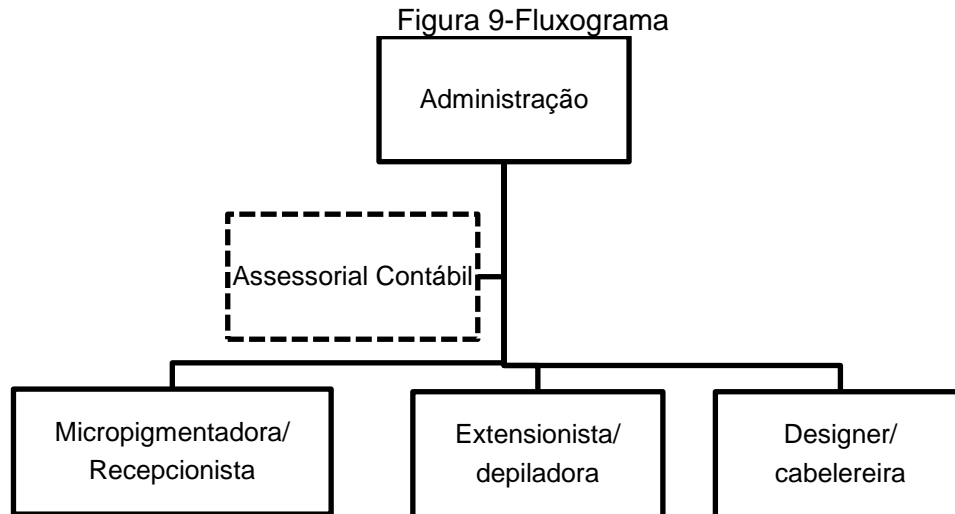 Figura 9-Fluxograma
Administração
Assessorial Contábil
Micropigmentadora/
Recepcionista
Extensionista/
depiladora
Designer/
cabelereira